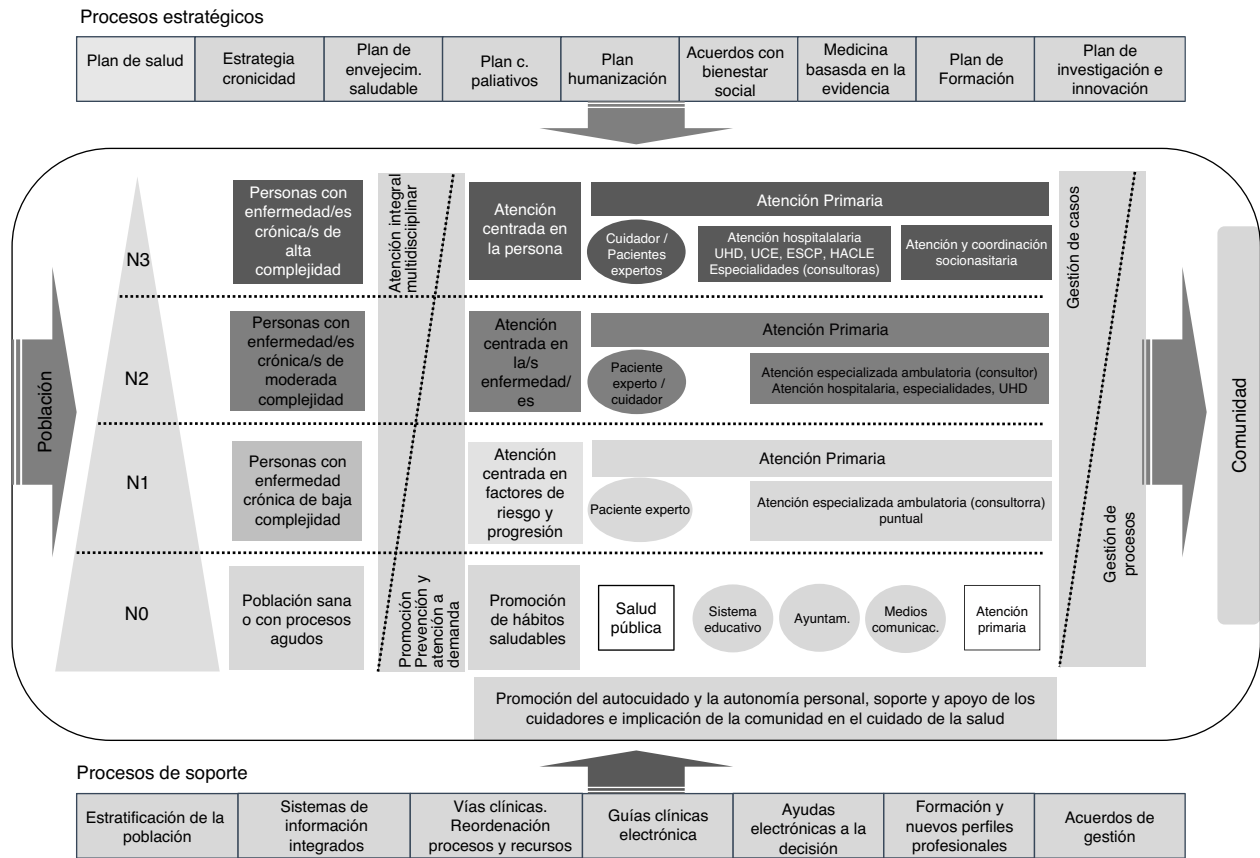 Procesos estratégicos
Plan de salud
Estrategia
cronicidad
Plan de
envejecim.
saludable
Plan c.
paliativos
Plan
humanización
Acuerdos con
bienestar
social
Medicina
basasda en la
evidencia
Plan de
Formación
Plan de
investigación e
innovación
Población
N3
Personas con
enfermedad/es
crónica/s de
alta
complejidad
Atención integral
multidisciiplinar
Atención
centrada en
la persona
Atención Primaria
Cuidador /
Pacientes
expertos
Atención hospitalalaria
UHD, UCE, ESCP, HACLE
Especialidades (consultoras)
Atención y coordinación
socionasitaria
Gestión de casos
N2
Personas con
enfermedad/es
crónica/s de
moderada
complejidad
Atención
centrada en
la/s
enfermedad/
es
Atención Primaria
Paciente
experto /
cuidador
Atención especializada ambulatoria (consultor)
Atención hospitalaria, especialidades, UHD
N1
Personas con
enfermedad
crónica de baja
complejidad
Atención
centrada en
factores de
riesgo y
progresión
Atención Primaria
Paciente experto
Atención especializada ambulatoria (consultorra)
puntual
Gestión de
procesos
N0
Población sana
o con procesos
agudos
Promoción
Prevención y
atención a
demanda
Promoción
de hábitos
saludables
Salud
pública
Sistema
educativo
Ayuntam.
Medios
comunicac.
Atención
primaria
Comunidad
Promoción del autocuidado y la autonomía personal, soporte y apoyo de los
cuidadores e implicación de la comunidad en el cuidado de la salud
Procesos de soporte
Estratificación de la
población
Sistemas de
información
integrados
Vías clínicas.
Reordenación
procesos y recursos
Guías clínicas
electrónica
Ayudas
electrónicas a la
decisión
Formación y
nuevos perfiles
profesionales
Acuerdos de
gestión